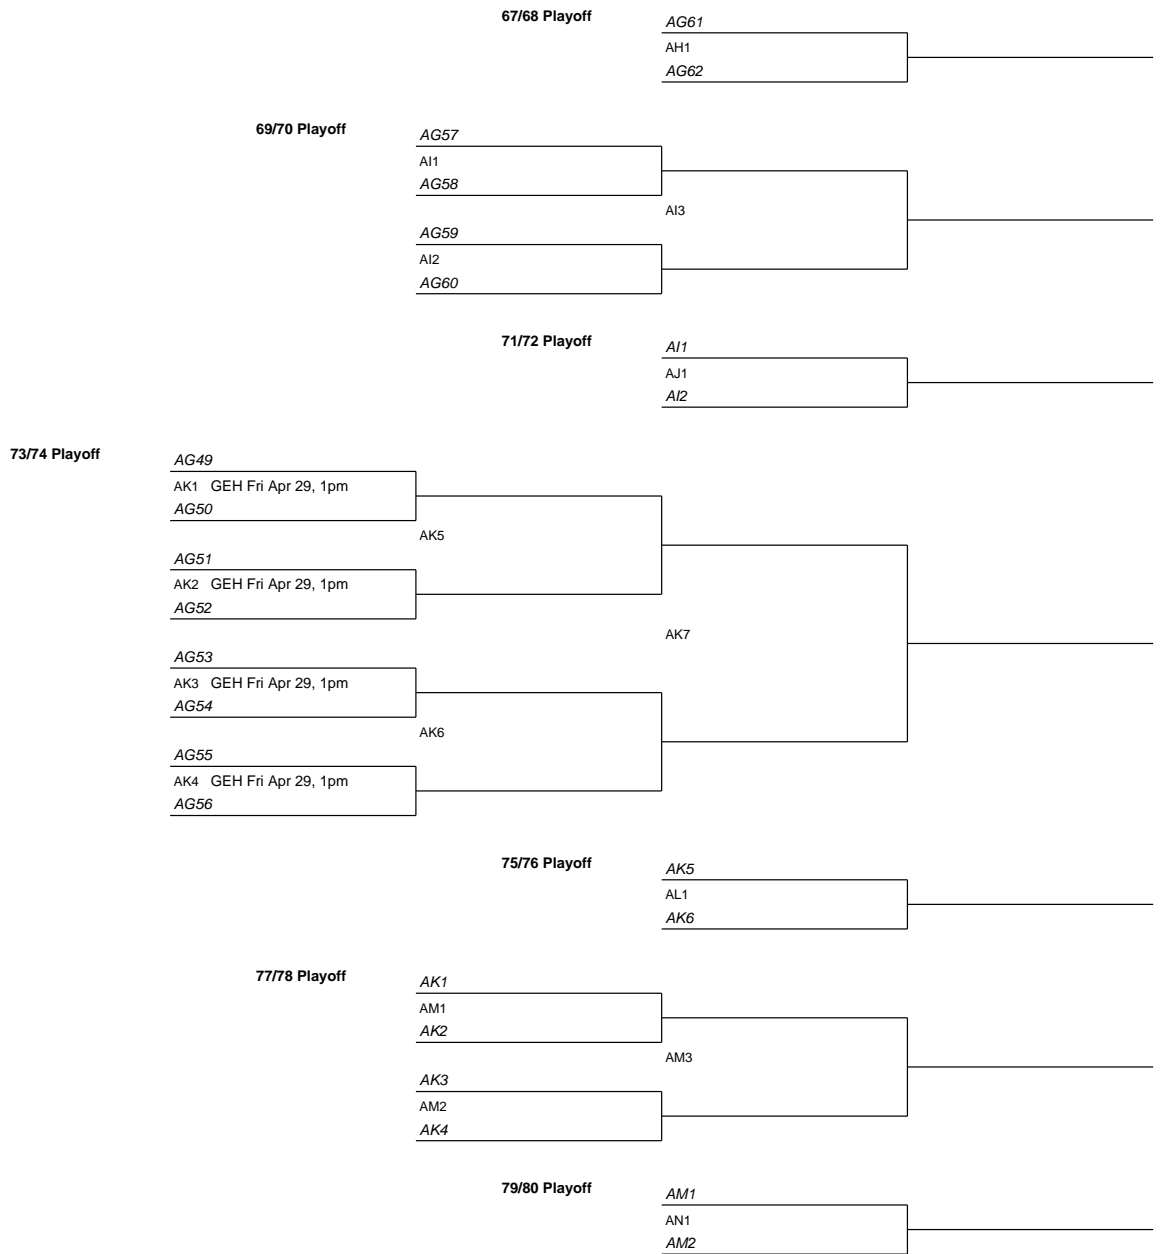 67/68 Playoff
AG61
AH1
AG62
69/70 Playoff
AG57
AI1
AG58
AI3
AG59
AI2
AG60
71/72 Playoff
AI1
AJ1
AI2
73/74 Playoff
AG49
AK1 GEH Fri Apr 29, 1pm
AG50
AK5
AG51
AK2 GEH Fri Apr 29, 1pm
AG52
AK7
AG53
AK3 GEH Fri Apr 29, 1pm
AG54
AK6
AG55
AK4 GEH Fri Apr 29, 1pm
AG56
75/76 Playoff
AK5
AL1
AK6
77/78 Playoff
AK1
AM1
AK2
AM3
AK3
AM2
AK4
79/80 Playoff
AM1
AN1
AM2